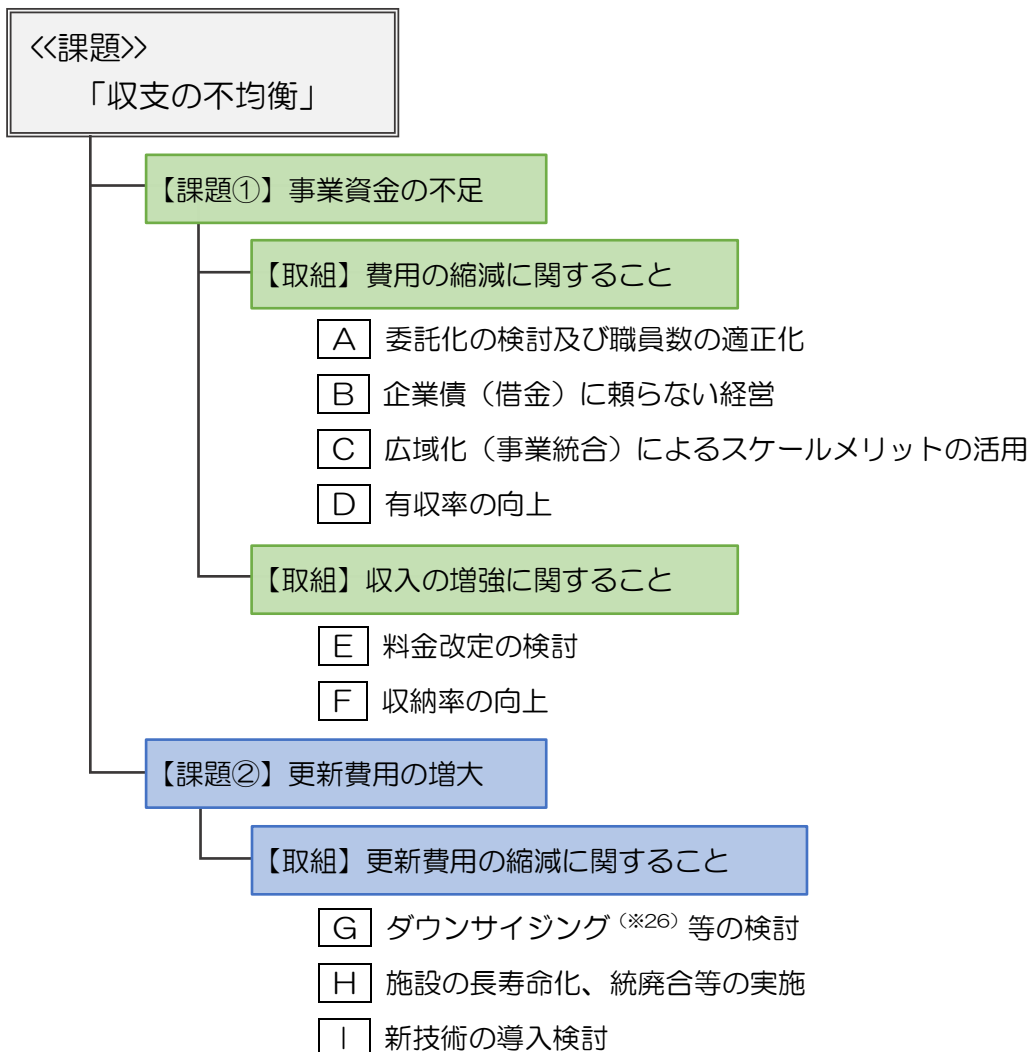 ≪課題≫
「収支の不均衡」
【課題①】事業資金の不足
【取組】費用の縮減に関すること
A 委託化の検討及び職員数の適正化
B 企業債（借金）に頼らない経営
C 広域化（事業統合）によるスケールメリットの活用
D 有収率の向上
【取組】収入の増強に関すること
E 料金改定の検討
F 収納率の向上
【課題②】更新費用の増大
【取組】更新費用の縮減に関すること
G ダウンサイジング（※26）等の検討
H 施設の長寿命化、統廃合等の実施
I 新技術の導入検討